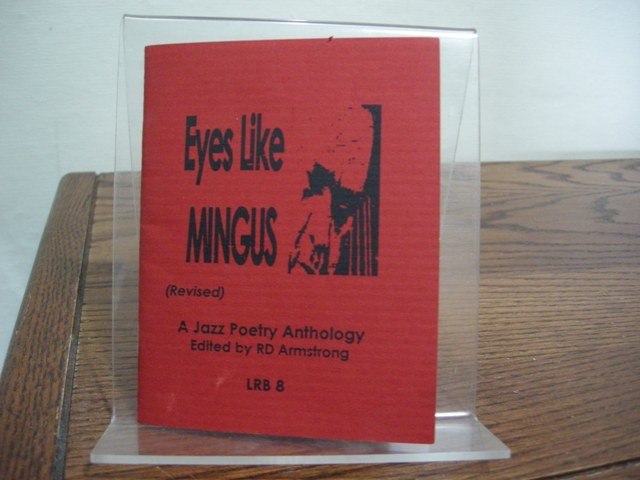 Eyes Like
MINGUS
(Revised)
A Jazz Poetry Anthology
Edited by RD Armstrong
LRB 8